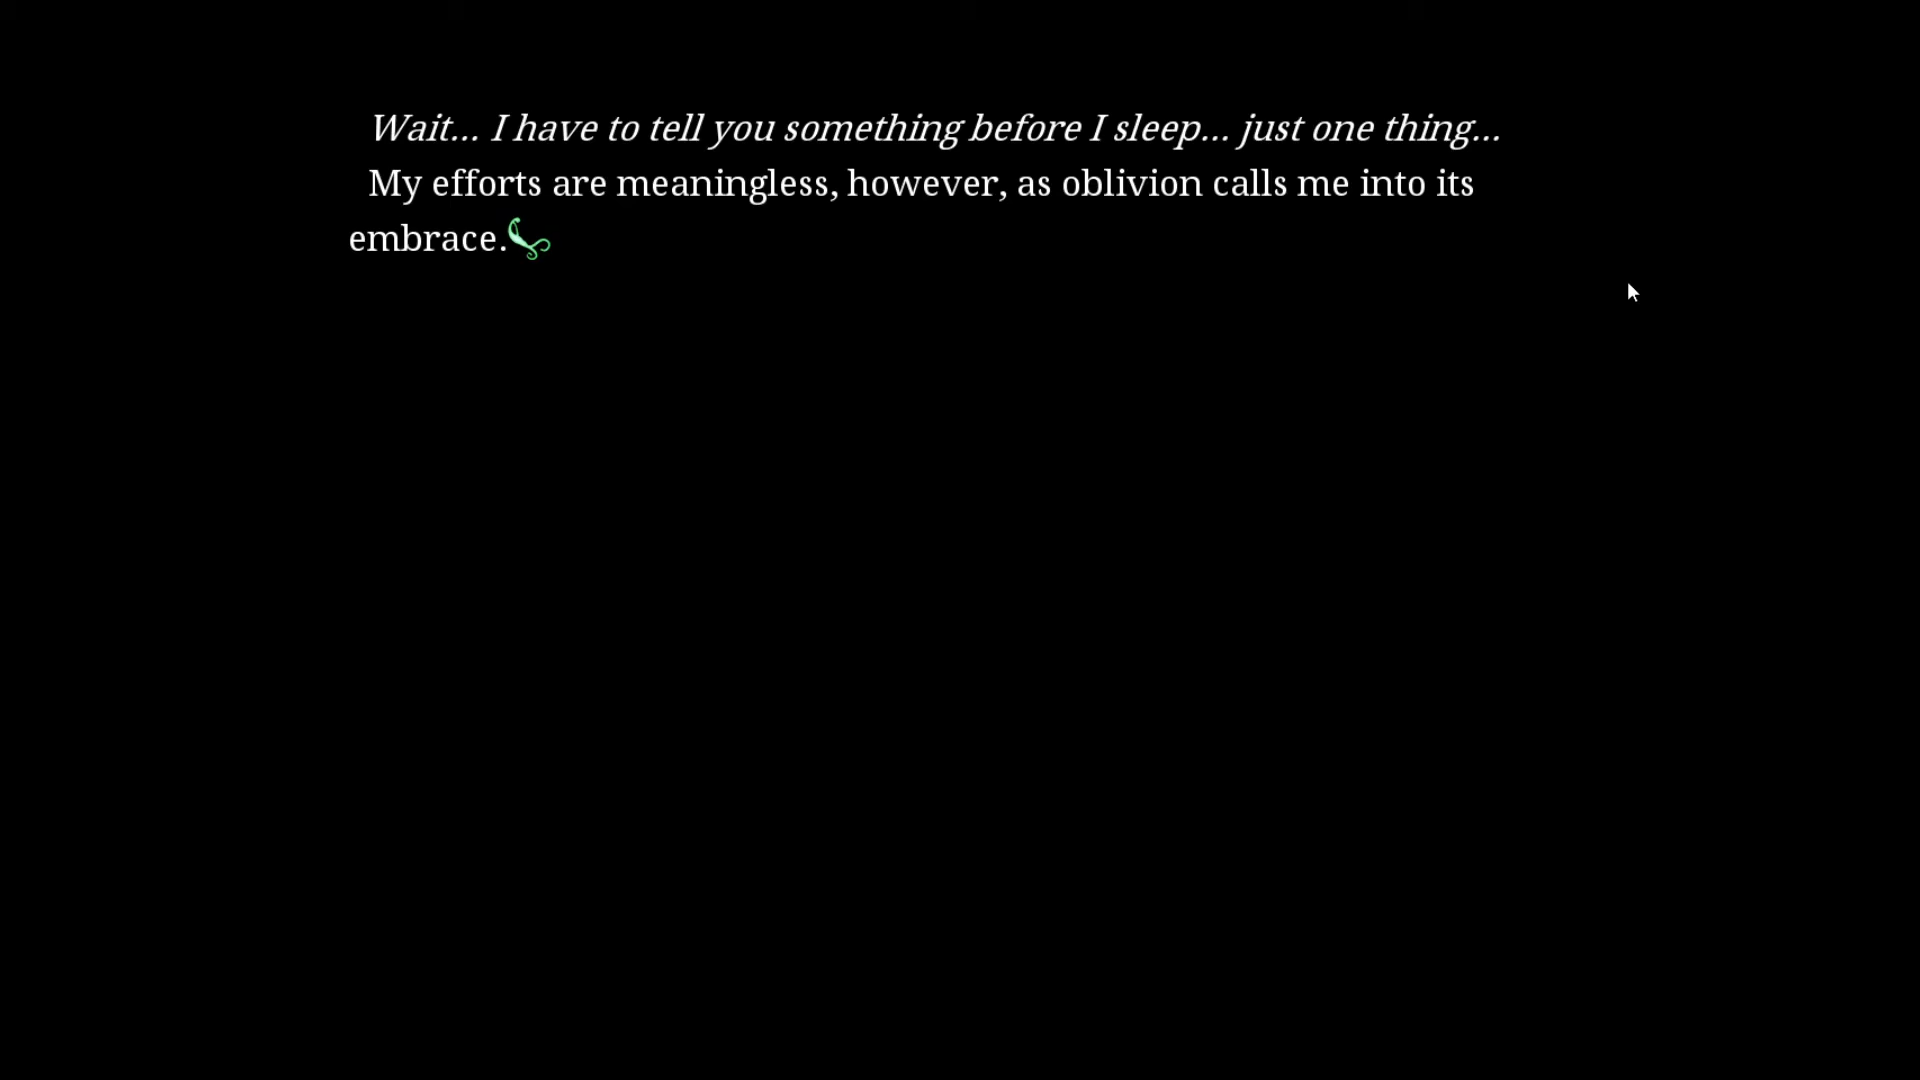 Wait... I have to tell you something before I sleep... just one thing...
My efforts are meaningless, however, as oblivion calls me into its
embrace.